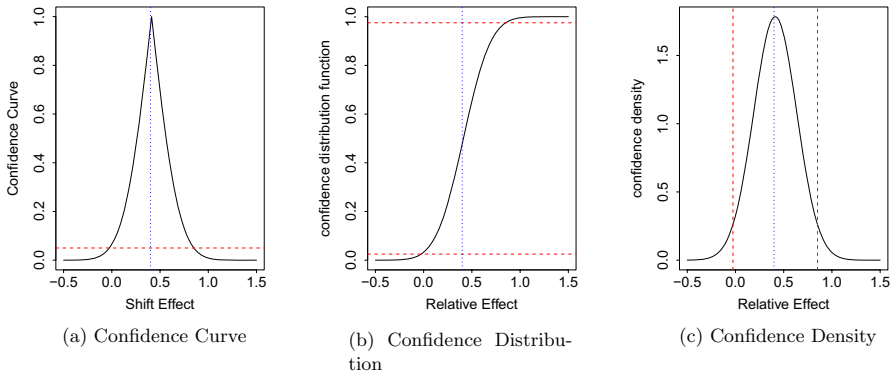 Confidence Curve
0.0 0.2 0.4 0.6 0.8 1.0
−0.5 0.0 0.5 1.0 1.5
Shift Effect
(a) Confidence Curve
confidence distribution function
0.0 0.2 0.4 0.6 0.8 1.0
−0.5 0.0 0.5 1.0 1.5
Relative Effect
(b) Confidence Distribu-
tion
confidence density
0.0 0.5 1.0 1.5
−0.5 0.0 0.5 1.0 1.5
Relative Effect
(c) Confidence Density